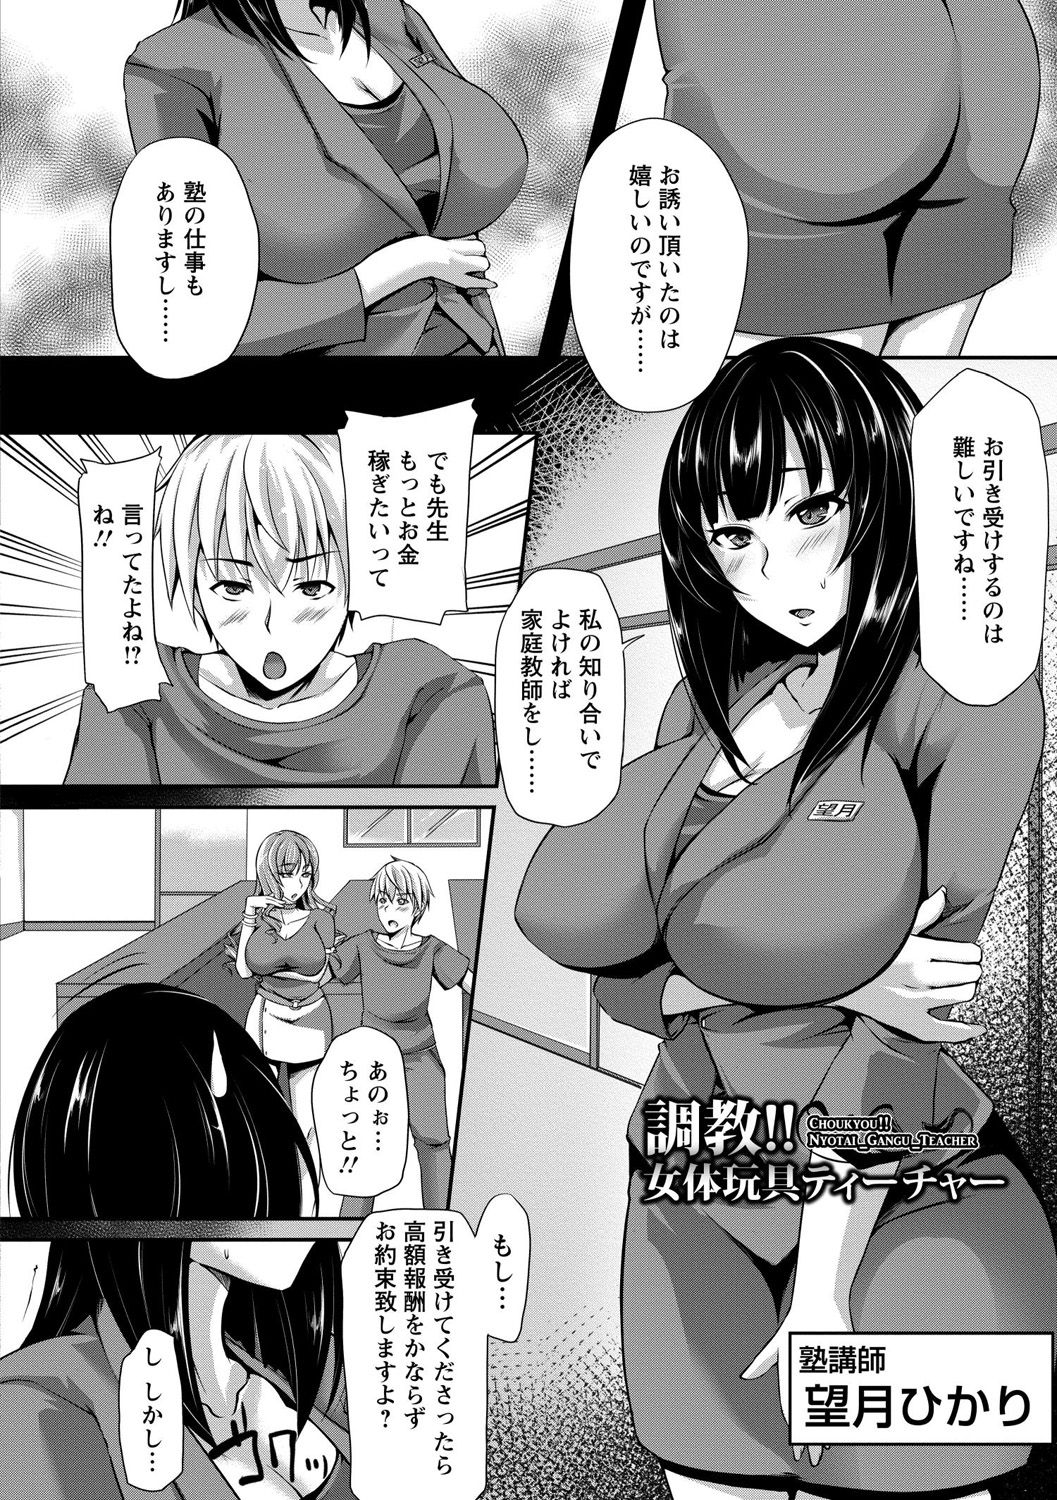 お誘い頂いたのは
嬉しいのですが……
塾の仕事も
ありますし……
お引き受けするのは
難しいですね……
望月
私の知り合いで
よければ
家庭教師をし……
でも先生
もっとお金
稼ぎたいって
言ってたよね!?
ね!!
調教!!
CHOUKYOU!!
NYOTAI_GANGU_TEACHER
女体玩具ティーチャー
塾講師
望月ひかり
あのぉ…
ちょっと!!
もし…
引き受けてくださったら
高額報酬をかならず
お約束致しますよ?
し しかし…